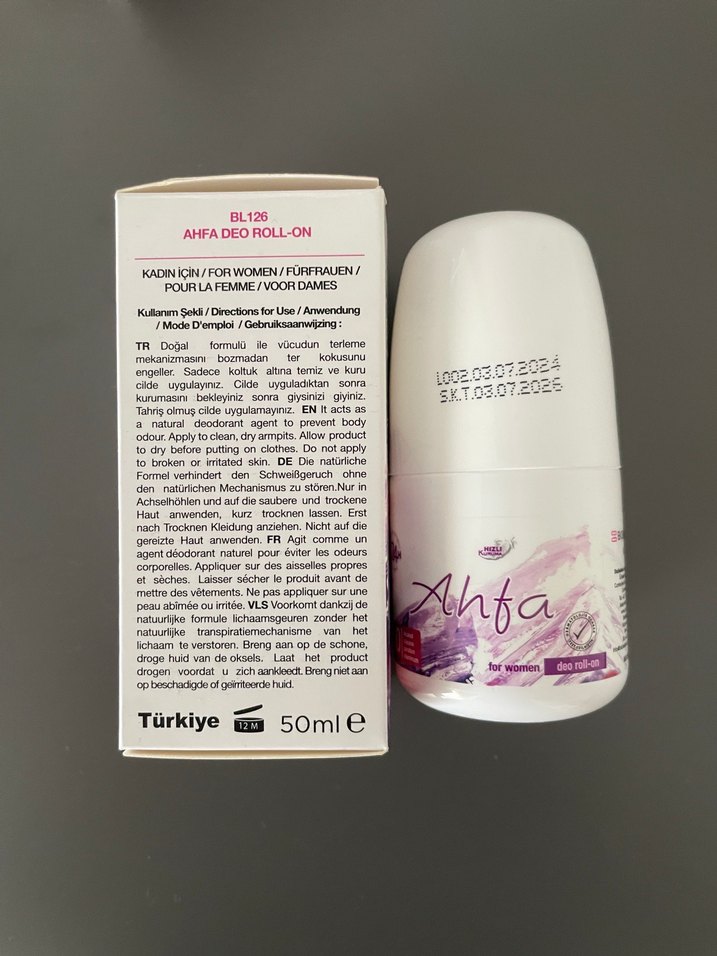 BL126
AHFA DEO ROLL-ON
KADIN İÇİN / FOR WOMEN / FÜRFRAUEN /
POUR LA FEMME / VOOR DAMES
Kullanım Şekli / Directions for Use / Anwendung
/ Mode D'emploi / Gebruiksaanwijzing :
TR Doğal formulü ile vücudun terleme
mekanizmasını bozmadan ter kokusunu
engeller. Sadece koltuk altına temiz ve kuru
cilde uygulayınız. Cilde uyguladıktan sonra
kurumasını bekleyiniz sonra giysinizi giyiniz.
Tahriş olmuş cilde uygulamayınız. EN It acts as
a natural deodorant agent to prevent body
odour. Apply to clean, dry armpits. Allow product
to dry before putting on clothes. Do not apply
to broken or irritated skin. DE Die natürliche
Formel verhindert den Schweißgeruch ohne
den natürlichen Mechanismus zu stören.Nur in
Achselhöhlen und auf die saubere und trockene
Haut anwenden, kurz trocknen lassen. Erst
nach Trocknen Kleidung anziehen. Nicht auf die
gereizte Haut anwenden. FR Agit comme un
agent déodorant naturel pour éviter les odeurs
corporelles. Appliquer sur des aisselles propres
et sèches. Laisser sécher le produit avant de
mettre des vêtements. Ne pas appliquer sur une
peau abîmée ou irritée. VLS Voorkomt dankzij de
natuurlijke formule lichaamsgeuren zonder het
natuurlijke transpiratiemechanisme van het
lichaam te verstoren. Breng aan op de schone,
droge huid van de oksels. Laat het product
drogen voordat u zich aankleedt. Breng niet aan
op beschadigde of geïrriteerde huid.
Türkiye 12 M 50ml e
L002.03.07.2024
S.K.T.03.07.2026
HIZLI
KURUMA
Ahfa
for women deo roll-on